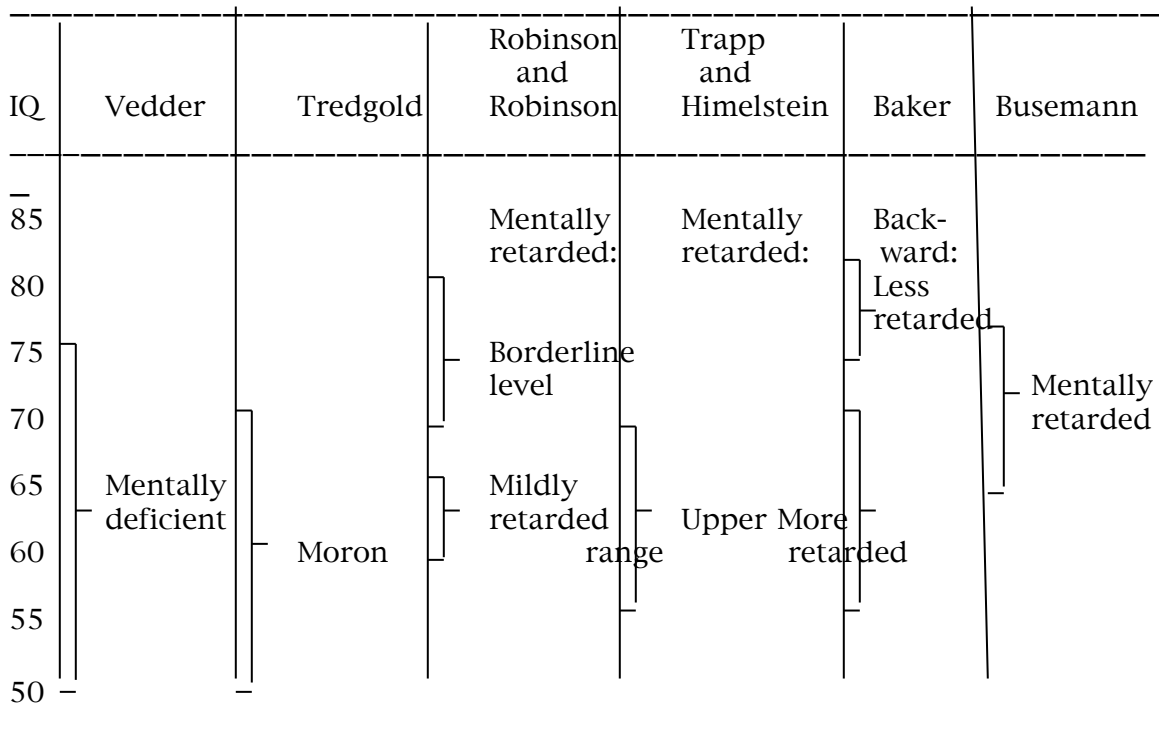 Robinson Trapp
and and
IQ Vedder Tredgold Robinson Himelstein Baker Busemann
85 Mentally Mentally Back-
retarded: retarded: ward:
80 Less
retarded
75 Borderline
level Mentally
70 retarded
65 Mentally Mildly
deficient retarded Upper More
60 Moron range retarded
55
50